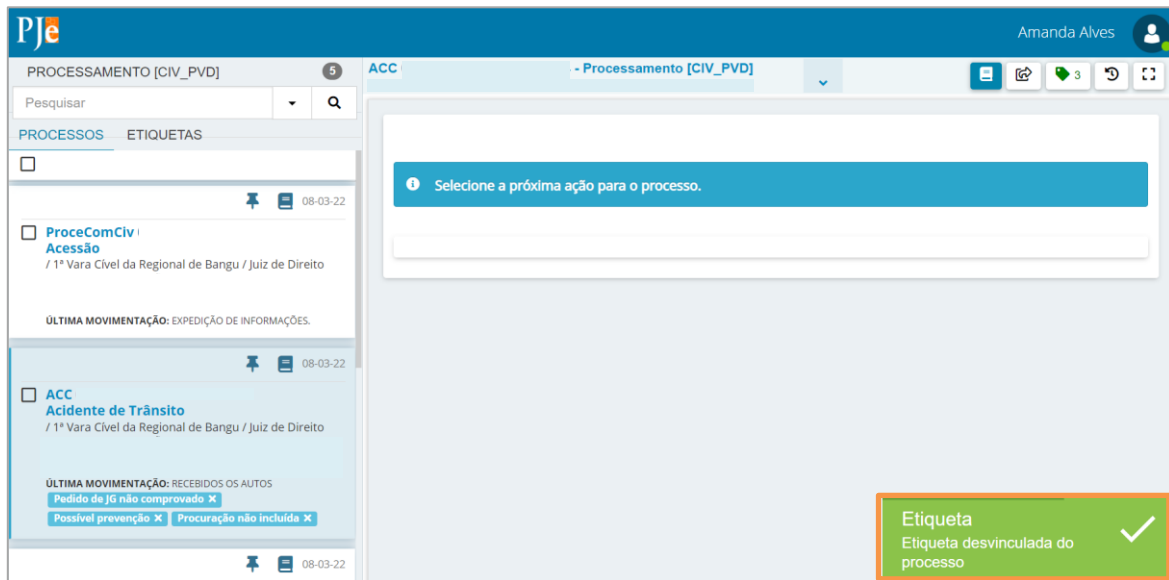 PJe
Amanda Alves
PROCESSAMENTO [CIV_PVD] 5
Pesquisar
PROCESSOS ETIQUETAS
08-03-22
ProceComCiv
Acessão
/ 1ª Vara Cível da Regional de Bangu / Juiz de Direito
ÚLTIMA MOVIMENTAÇÃO: EXPEDIÇÃO DE INFORMAÇÕES.
08-03-22
ACC
Acidente de Trânsito
/ 1ª Vara Cível da Regional de Bangu / Juiz de Direito
ÚLTIMA MOVIMENTAÇÃO: RECEBIDOS OS AUTOS
Pedido de JG não comprovado ×
Possível prevenção × Procuração não incluída ×
08-03-22
ACC - Processamento [CIV_PVD]
3
Selecione a próxima ação para o processo.
Etiqueta
Etiqueta desvinculada do
processo